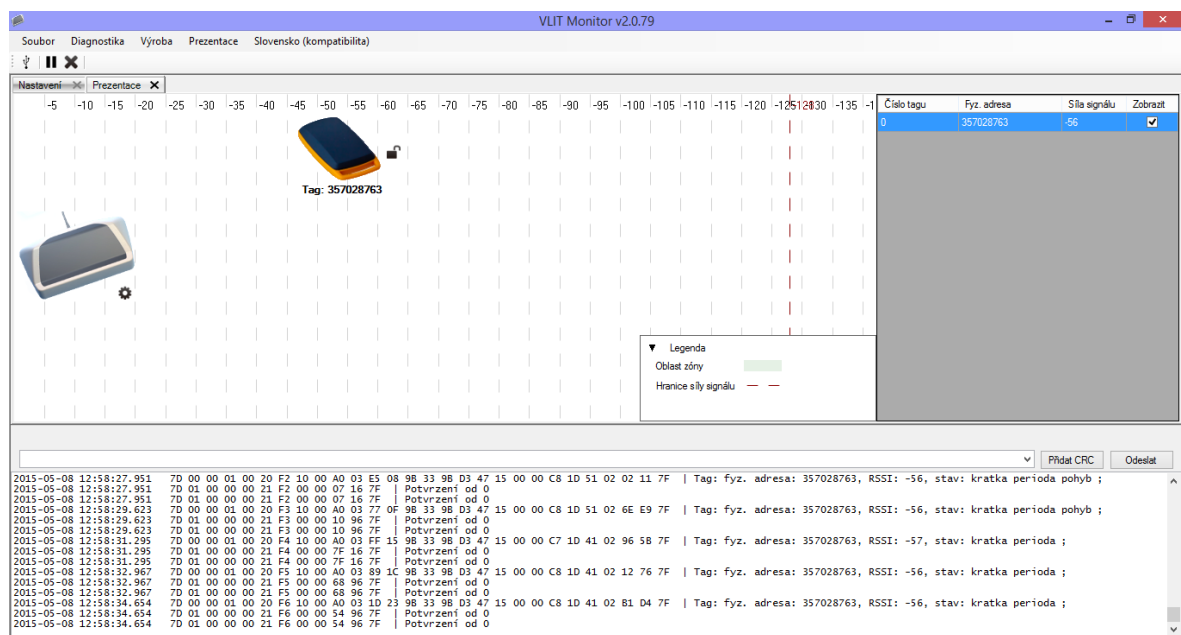 VLIT Monitor v2.0.79
Soubor Diagnostika Výroba Prezentace Slovensko (kompatibilita)
Nastavení Prezentace
-5 -10 -15 -20 -25 -30 -35 -40 -45 -50 -55 -60 -65 -70 -75 -80 -85 -90 -95 -100 -105 -110 -115 -120 -135
Číslo tagu Fyz. adresa Síla signálu Zobrazit
0 357028763 -56
Tag: 357028763
Legenda
Oblast zóny
Hranice síly signálu
Přidat CRC Odeslat
2015-05-08 12:58:27.951 7D 00 00 01 00 20 F2 10 00 A0 03 E5 08 9B 33 9B D3 47 15 00 00 C8 1D 51 02 02 11 7F | Tag: fyz. adresa: 357028763, RSSI: -56, stav: kratka perioda pohyb ;
2015-05-08 12:58:27.951 7D 01 00 00 00 21 F2 00 00 07 16 7F | Potvrzení od 0
2015-05-08 12:58:27.951 7D 01 00 00 00 21 F2 00 00 07 16 7F | Potvrzení od 0
2015-05-08 12:58:29.623 7D 00 00 01 00 20 F3 10 00 A0 03 77 0F 9B 33 9B D3 47 15 00 00 C8 1D 51 02 6E E9 7F | Tag: fyz. adresa: 357028763, RSSI: -56, stav: kratka perioda pohyb ;
2015-05-08 12:58:29.623 7D 01 00 00 00 21 F3 00 00 10 96 7F | Potvrzení od 0
2015-05-08 12:58:29.623 7D 01 00 00 00 21 F3 00 00 10 96 7F | Potvrzení od 0
2015-05-08 12:58:31.295 7D 00 00 01 00 20 F4 10 00 A0 03 FF 15 9B 33 9B D3 47 15 00 00 C7 1D 41 02 96 5B 7F | Tag: fyz. adresa: 357028763, RSSI: -57, stav: kratka perioda ;
2015-05-08 12:58:31.295 7D 01 00 00 00 21 F4 00 00 7F 16 7F | Potvrzení od 0
2015-05-08 12:58:31.295 7D 01 00 00 00 21 F4 00 00 7F 16 7F | Potvrzení od 0
2015-05-08 12:58:32.967 7D 00 00 01 00 20 F5 10 00 A0 03 89 1C 9B 33 9B D3 47 15 00 00 C8 1D 41 02 12 76 7F | Tag: fyz. adresa: 357028763, RSSI: -56, stav: kratka perioda ;
2015-05-08 12:58:32.967 7D 01 00 00 00 21 F5 00 00 68 96 7F | Potvrzení od 0
2015-05-08 12:58:32.967 7D 01 00 00 00 21 F5 00 00 68 96 7F | Potvrzení od 0
2015-05-08 12:58:34.654 7D 00 00 01 00 20 F6 10 00 A0 03 1D 23 9B 33 9B D3 47 15 00 00 C8 1D 41 02 B1 D4 7F | Tag: fyz. adresa: 357028763, RSSI: -56, stav: kratka perioda ;
2015-05-08 12:58:34.654 7D 01 00 00 00 21 F6 00 00 54 96 7F | Potvrzení od 0
2015-05-08 12:58:34.654 7D 01 00 00 00 21 F6 00 00 54 96 7F | Potvrzení od 0